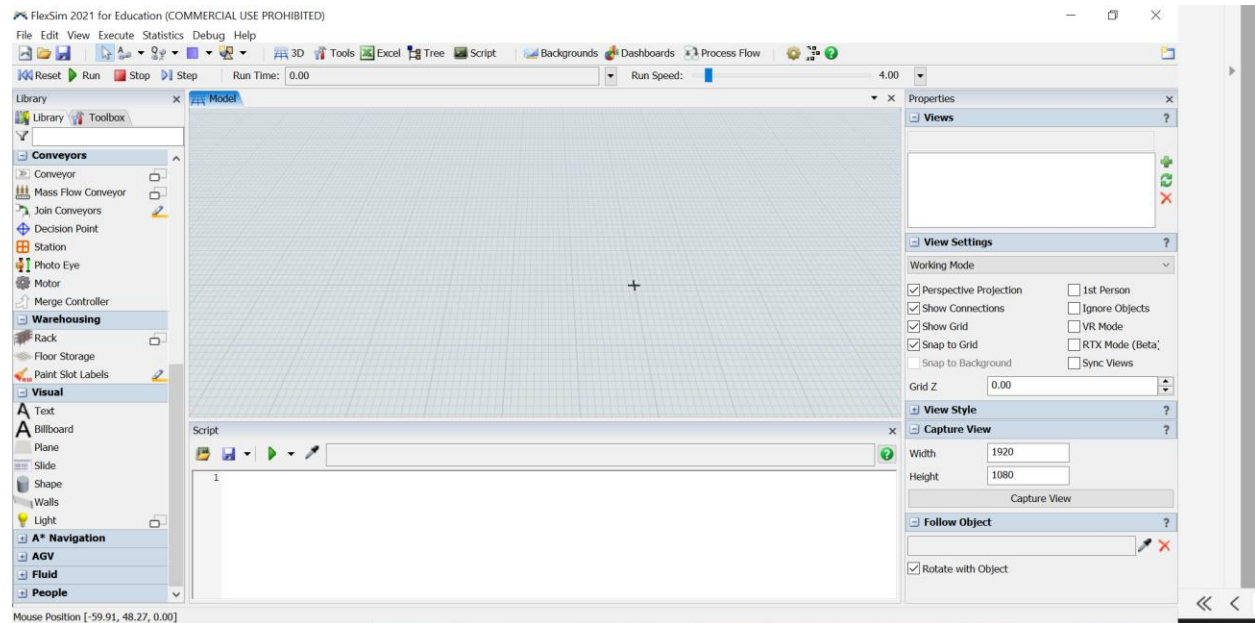 FlexSim 2021 for Education (COMMERCIAL USE PROHIBITED)
File Edit View Execute Statistics Debug Help
3D Tools Excel Tree Script Backgrounds Dashboards Process Flow
Reset Run Stop Step Run Time: 0.00 Run Speed: 4.00
Library
Library Toolbox
Conveyors
Conveyor
Mass Flow Conveyor
Join Conveyors
Decision Point
Station
Photo Eye
Motor
Merge Controller
Warehousing
Rack
Floor Storage
Paint Slot Labels
Visual
Text
Billboard
Plane
Slide
Shape
Walls
Light
A* Navigation
AGV
Fluid
People
Model
Script
1
Properties
Views ?
View Settings ?
Working Mode
Perspective Projection 1st Person
Show Connections Ignore Objects
Show Grid VR Mode
Snap to Grid RTX Mode (Beta)
Snap to Background Sync Views
Grid Z 0.00
View Style ?
Capture View ?
Width 1920
Height 1080
Capture View
Follow Object ?
Rotate with Object
Mouse Position [-59.91, 48.27, 0.00]